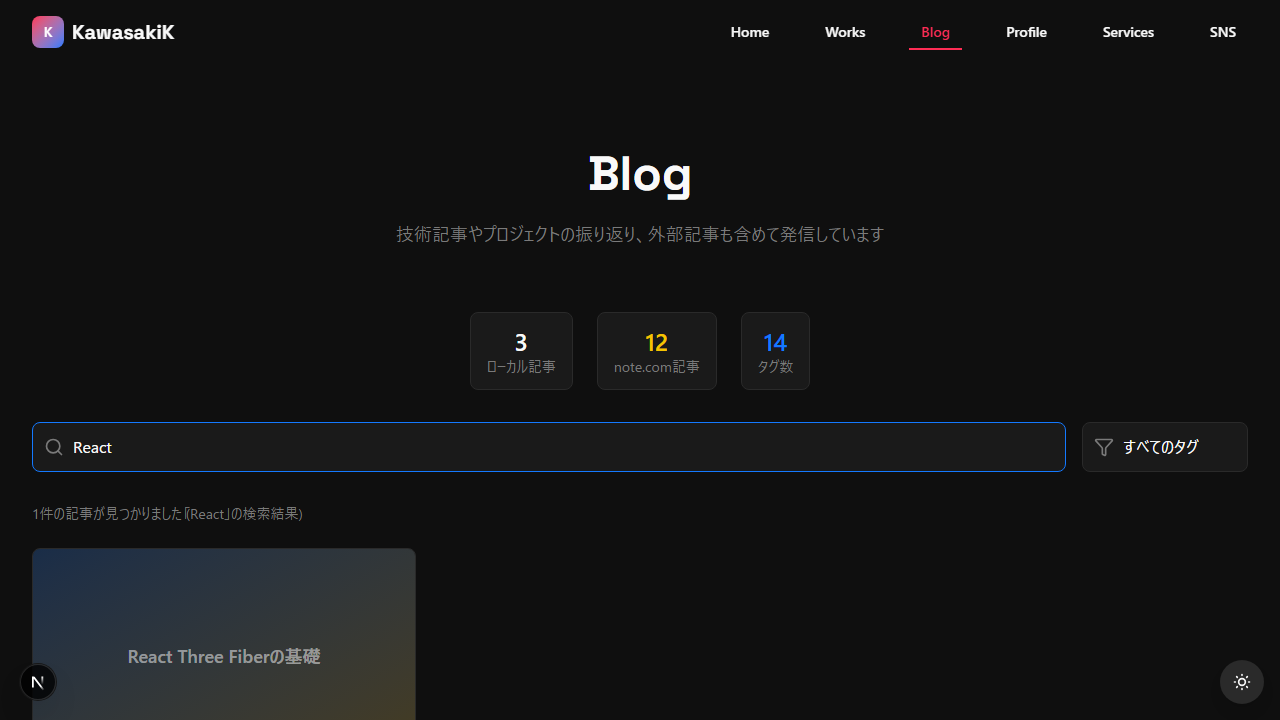 K KawasakiK
Home Works Blog Profile Services SNS
Blog
技術記事やプロジェクトの振り返り、外部記事も含めて発信しています
3
ローカル記事
12
note.com記事
14
タグ数
React
すべてのタグ
1件の記事が見つかりました (「React」の検索結果)
React Three Fiberの基礎
N